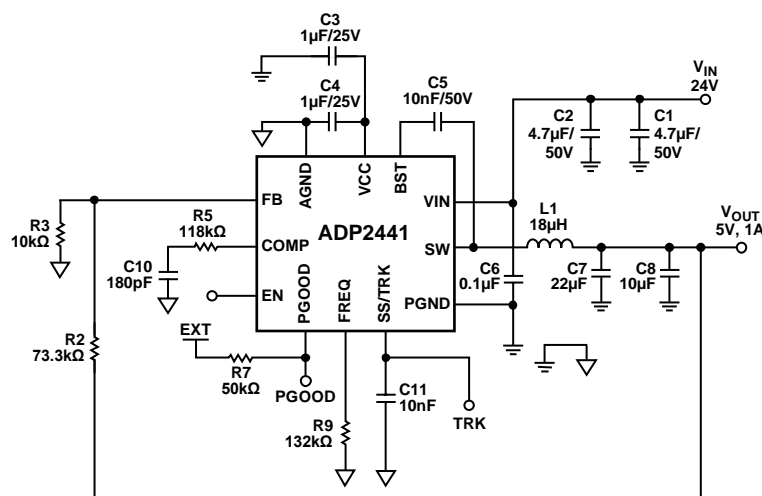 C3
1µF/25V
C4
1µF/25V
C5
10nF/50V
VIN
24V
C2
4.7µF/
50V
C1
4.7µF/
50V
AGND
VCC
BST
FB
VIN
R3
10kΩ
R5
118kΩ
COMP
ADP2441
SW
L1
18µH
VOUT
5V, 1A
C10
180pF
EN
PGOOD
FREQ
SS/TRK
PGND
C6
0.1µF
C7
22µF
C8
10µF
EXT
R2
73.3kΩ
R7
50kΩ
PGOOD
C11
10nF
TRK
R9
132kΩ